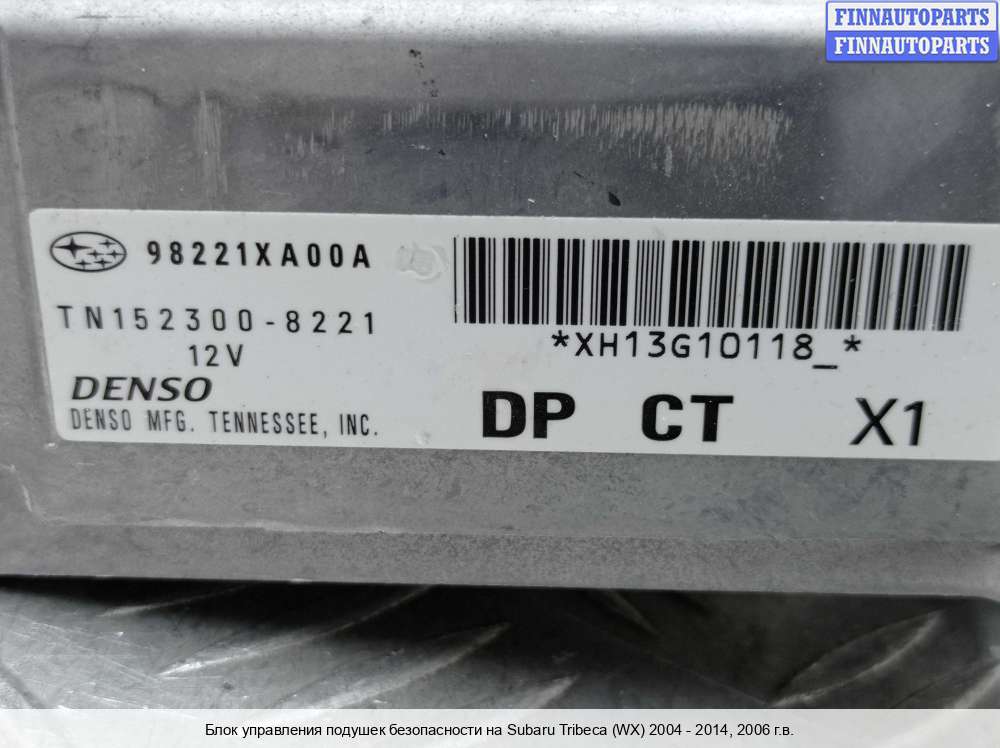 FINNAUTOPARTS
FINNAUTOPARTS
98221XA00A
TN152300-8221
12V
DENSO
DENSO MFG. TENNESSEE, INC.
*XH13G10118_*
DP CT X1
Блок управления подушек безопасности на Subaru Tribeca (WX) 2004 - 2014, 2006 г.в.